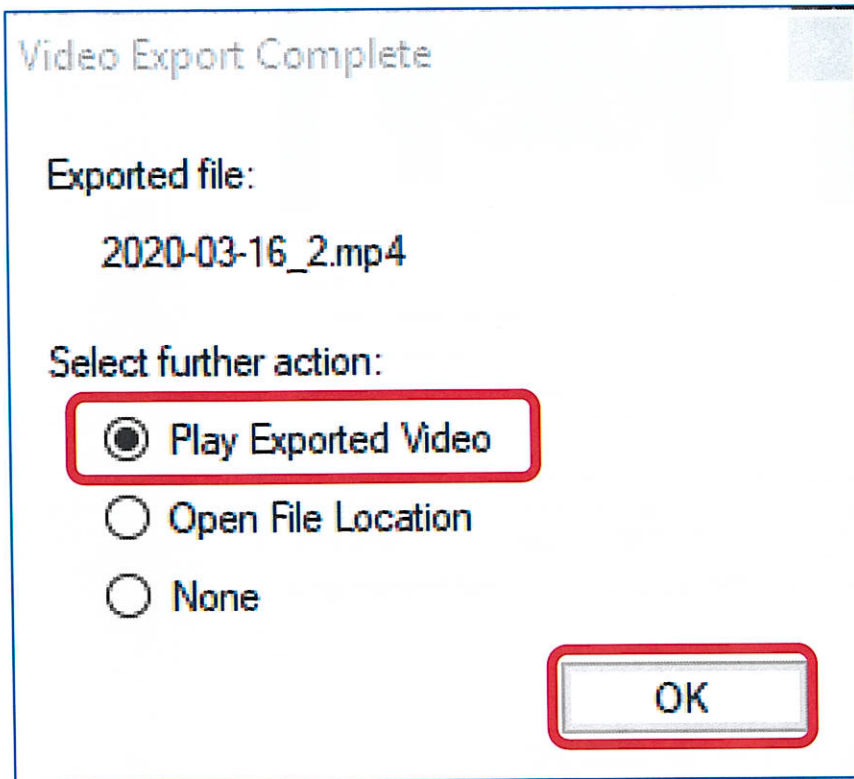 Video Export Complete
Exported file:
2020-03-16_2.mp4
Select further action:
Play Exported Video
Open File Location
None
OK